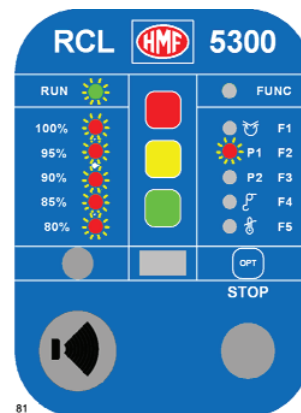 RCL HMF 5300
RUN FUNC
100% F1
95% P1 F2
90% P2 F3
85% F4
80% F5
OPT
STOP
81